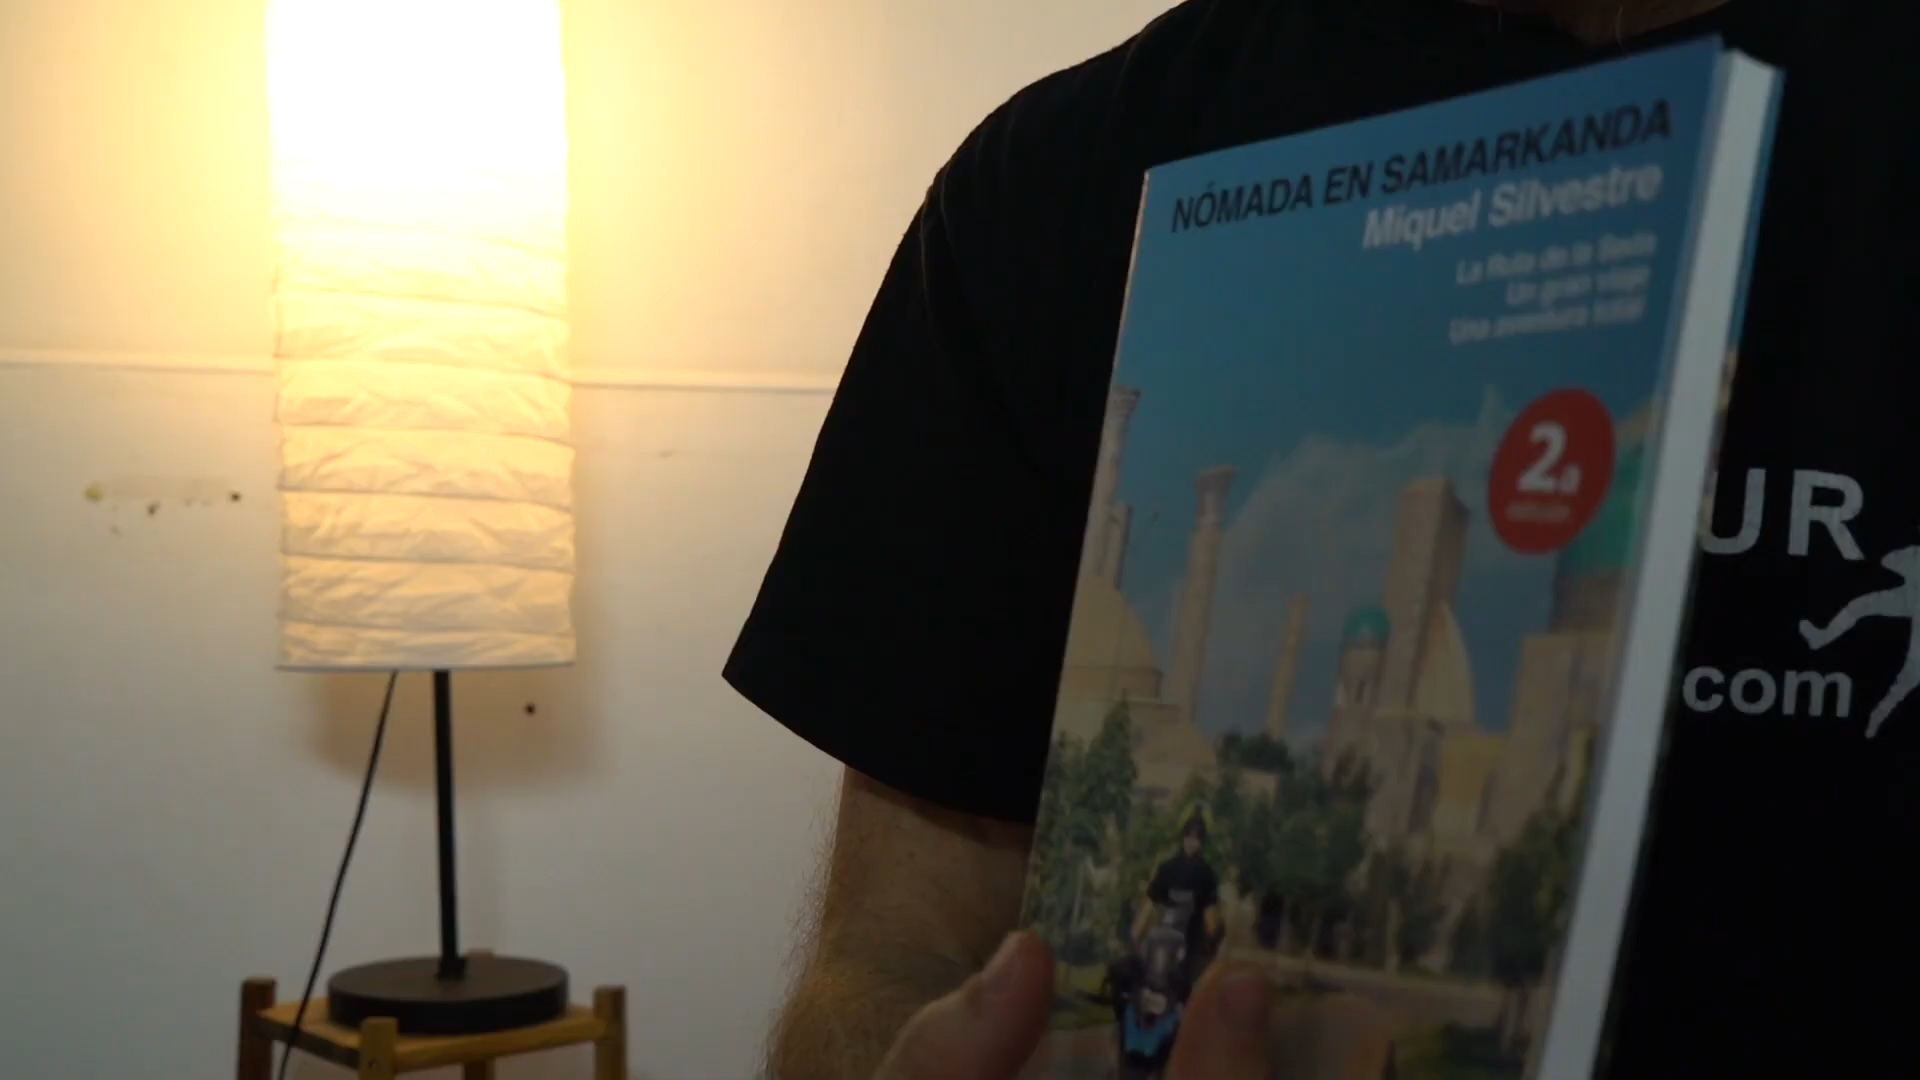 NÓMADA EN SAMARKANDA
Miquel Silvestre
La Ruta de la Seda
Un gran viaje
Una aventura total
2.a
edición
UR
com